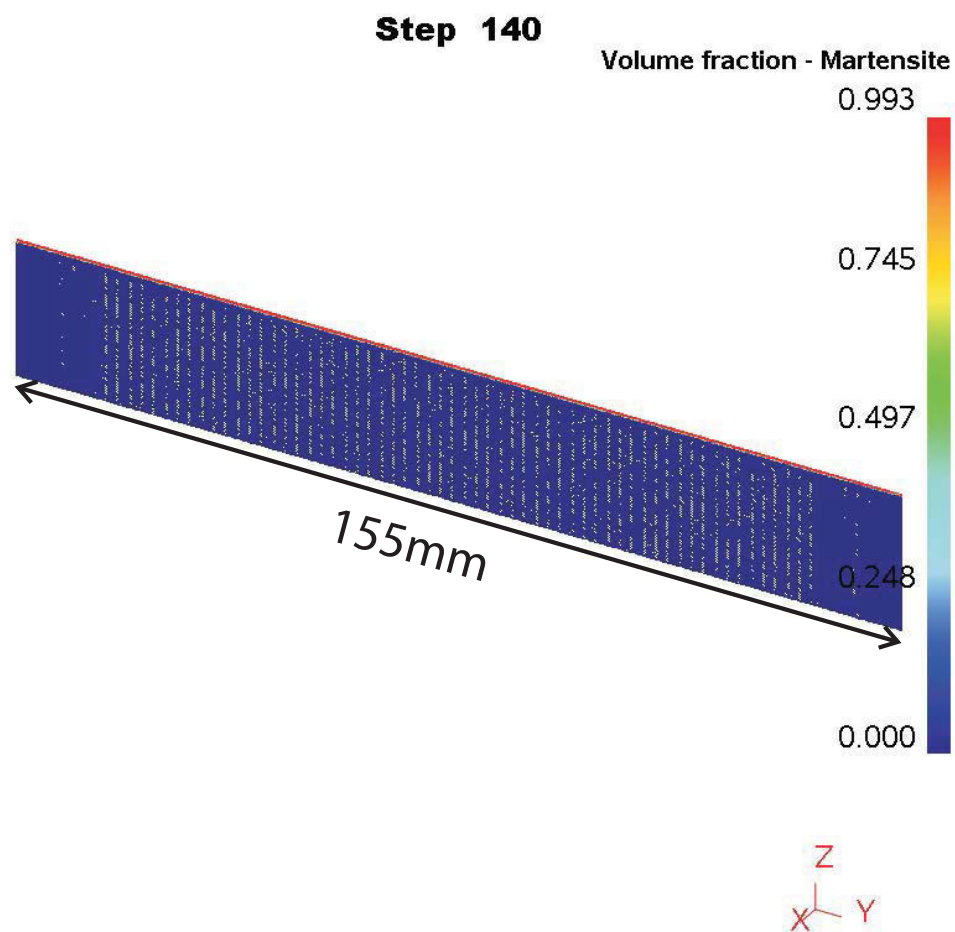 Step 140
Volume fraction - Martensite
0.993
0.745
0.497
0.248
0.000
155mm
Z
X
Y